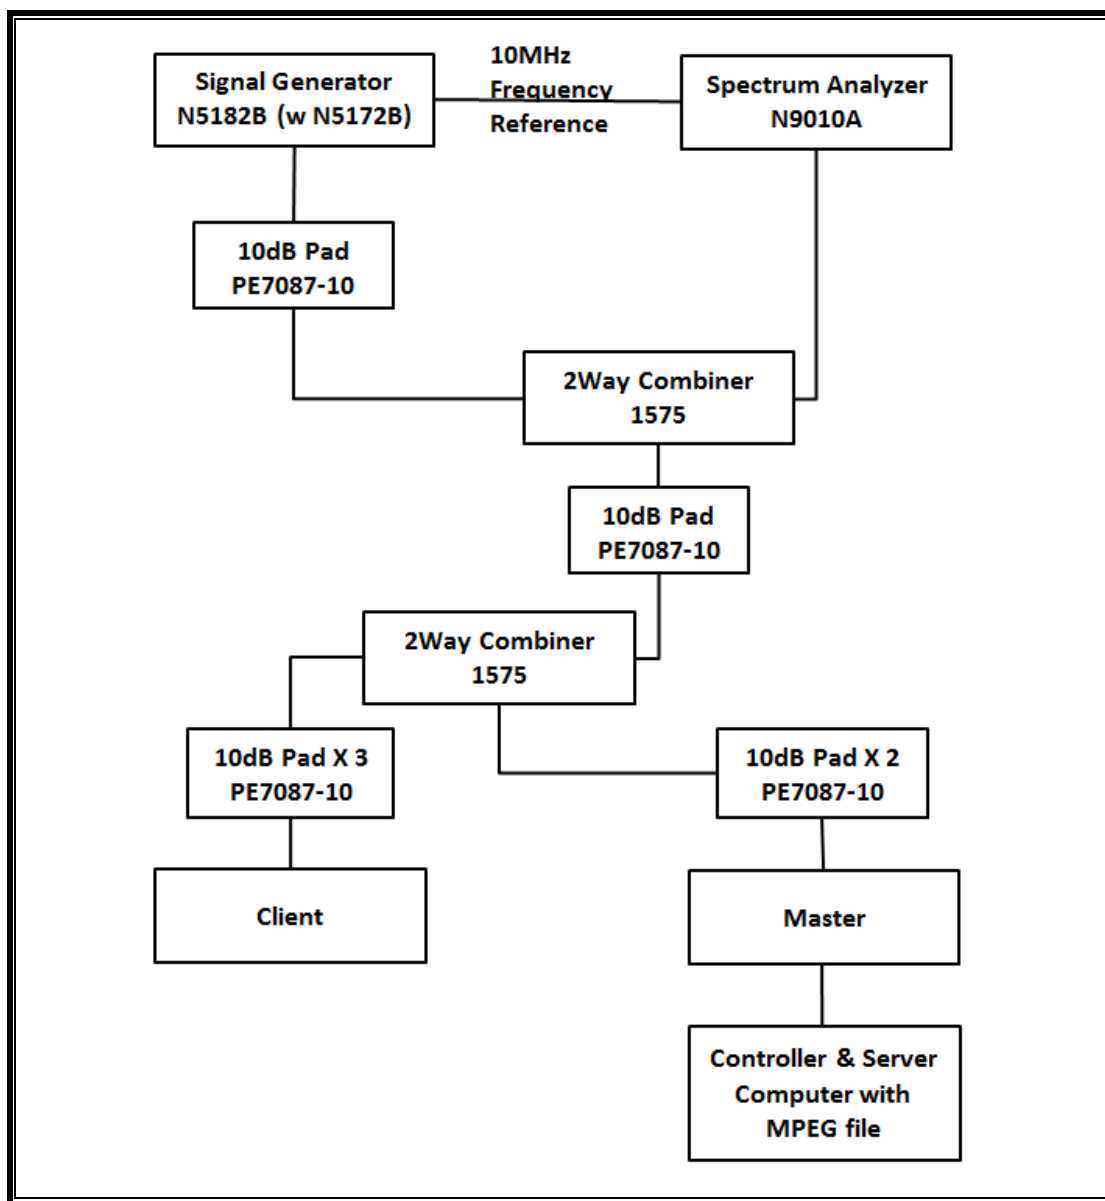 Signal Generator
N5182B (w N5172B)
10MHz
Frequency
Reference
Spectrum Analyzer
N9010A
10dB Pad
PE7087-10
2Way Combiner
1575
10dB Pad
PE7087-10
2Way Combiner
1575
10dB Pad X 3
PE7087-10
10dB Pad X 2
PE7087-10
Client
Master
Controller & Server
Computer with
MPEG file